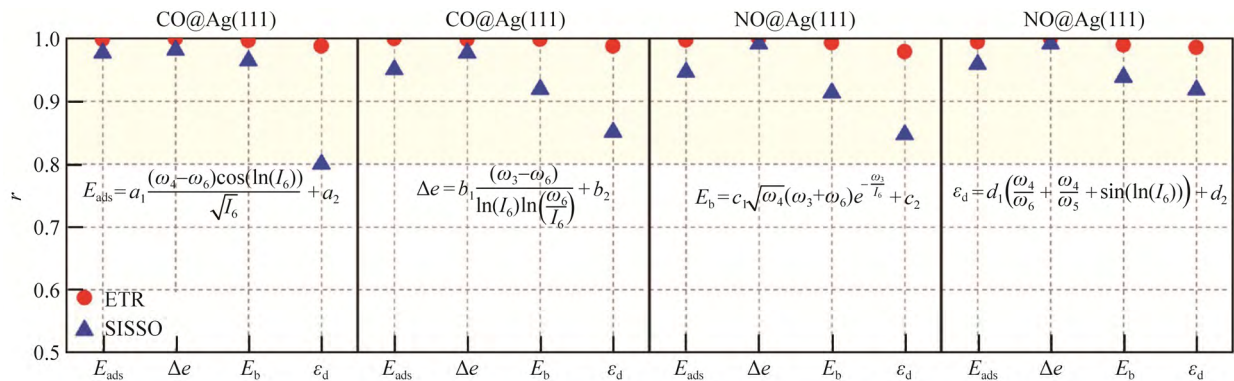 CO@Ag(111) CO@Ag(111) NO@Ag(111) NO@Ag(111)
1.0
0.9
0.8
0.7
0.6
0.5
r
E_ads=a_1 (ω_4−ω_6)cos(ln(I_6))/√I_6 +a_2
Δe=b_1 (ω_3−ω_6)/(ln(I_6)ln(ω_6/I_6)) +b_2
E_b=c_1√ω_4(ω_3+ω_6)e^{−ω_3/I_6}+c_2
ε_d=d_1(ω_4/ω_6+ω_4/ω_5+sin(ln(I_6)))+d_2
ETR
SISSO
E_ads Δe E_b ε_d E_ads Δe E_b ε_d E_ads Δe E_b ε_d E_ads Δe E_b ε_d